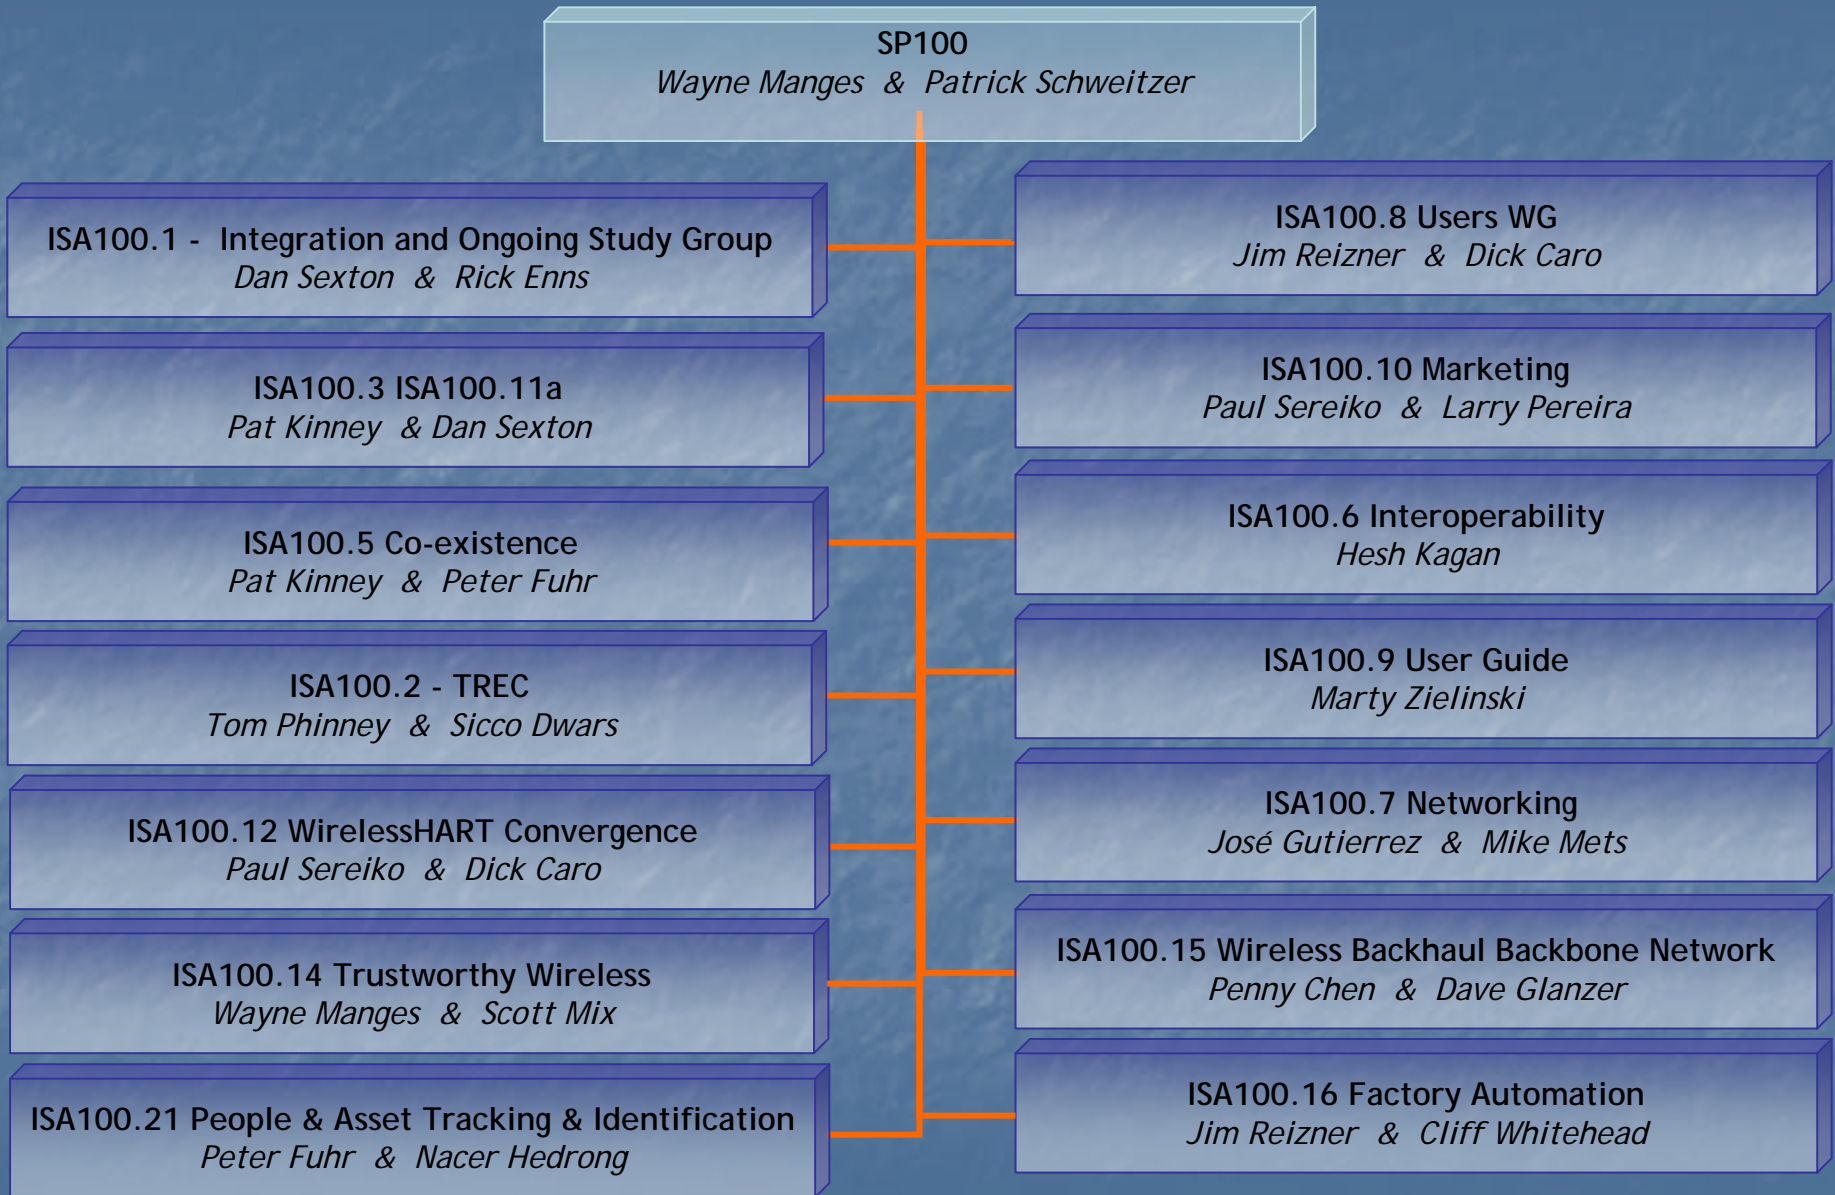 SP100
Wayne Manges & Patrick Schweitzer
ISA100.1 - Integration and Ongoing Study Group
Dan Sexton & Rick Enns
ISA100.3 ISA100.11a
Pat Kinney & Dan Sexton
ISA100.5 Co-existence
Pat Kinney & Peter Fuhr
ISA100.2 - TREC
Tom Phinney & Sicco Dwars
ISA100.12 WirelessHART Convergence
Paul Sereiko & Dick Caro
ISA100.14 Trustworthy Wireless
Wayne Manges & Scott Mix
ISA100.21 People & Asset Tracking & Identification
Peter Fuhr & Nacer Hedrong
ISA100.8 Users WG
Jim Reizner & Dick Caro
ISA100.10 Marketing
Paul Sereiko & Larry Pereira
ISA100.6 Interoperability
Hesh Kagan
ISA100.9 User Guide
Marty Zielinski
ISA100.7 Networking
José Gutierrez & Mike Mets
ISA100.15 Wireless Backhaul Backbone Network
Penny Chen & Dave Glanzer
ISA100.16 Factory Automation
Jim Reizner & Cliff Whitehead